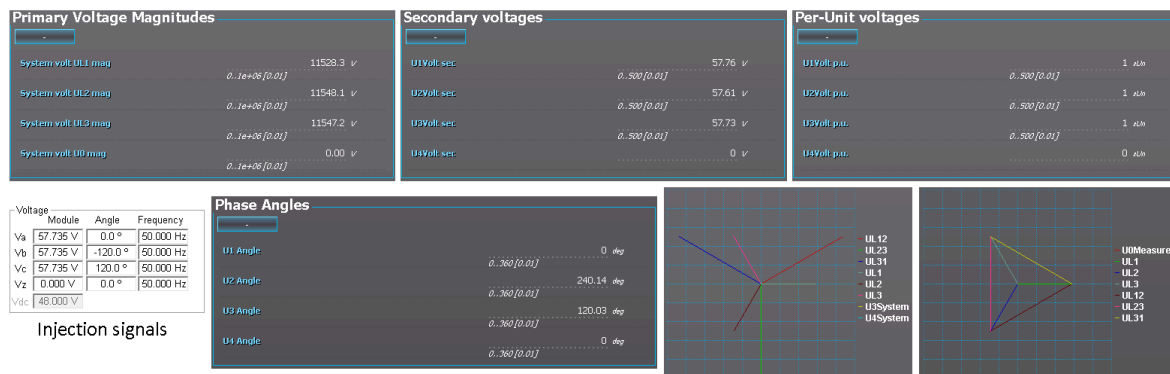 Primary Voltage Magnitudes
-
System volt UL1 mag 11528.3 V
0..1e+06 [0.01]
System volt UL2 mag 11548.1 V
0..1e+06 [0.01]
System volt UL3 mag 11547.2 V
0..1e+06 [0.01]
System volt U0 mag 0.00 V
0..1e+06 [0.01]
Secondary voltages
-
U1Volt sec 57.76 V
0..500 [0.01]
U2Volt sec 57.61 V
0..500 [0.01]
U3Volt sec 57.73 V
0..500 [0.01]
U4Volt sec 0 V
Per-Unit voltages
-
U1Volt p.u. 1 xUn
0..500 [0.01]
U2Volt p.u. 1 xUn
0..500 [0.01]
U3Volt p.u. 1 xUn
0..500 [0.01]
U4Volt p.u. 0 xUn
Voltage
Module Angle Frequency
Va 57.735 V 0.0 º 50.000 Hz
Vb 57.735 V -120.0 º 50.000 Hz
Vc 57.735 V 120.0 º 50.000 Hz
Vz 0.000 V 0.0 º 50.000 Hz
Vdc 48.000 V
Injection signals
Phase Angles
-
U1 Angle 0 deg
0..360 [0.01]
U2 Angle 240.14 deg
0..360 [0.01]
U3 Angle 120.03 deg
0..360 [0.01]
U4 Angle 0 deg
0..360 [0.01]
UL12
UL23
UL31
UL1
UL2
UL3
U3System
U4System
U0Measure
UL1
UL2
UL3
UL12
UL23
UL31